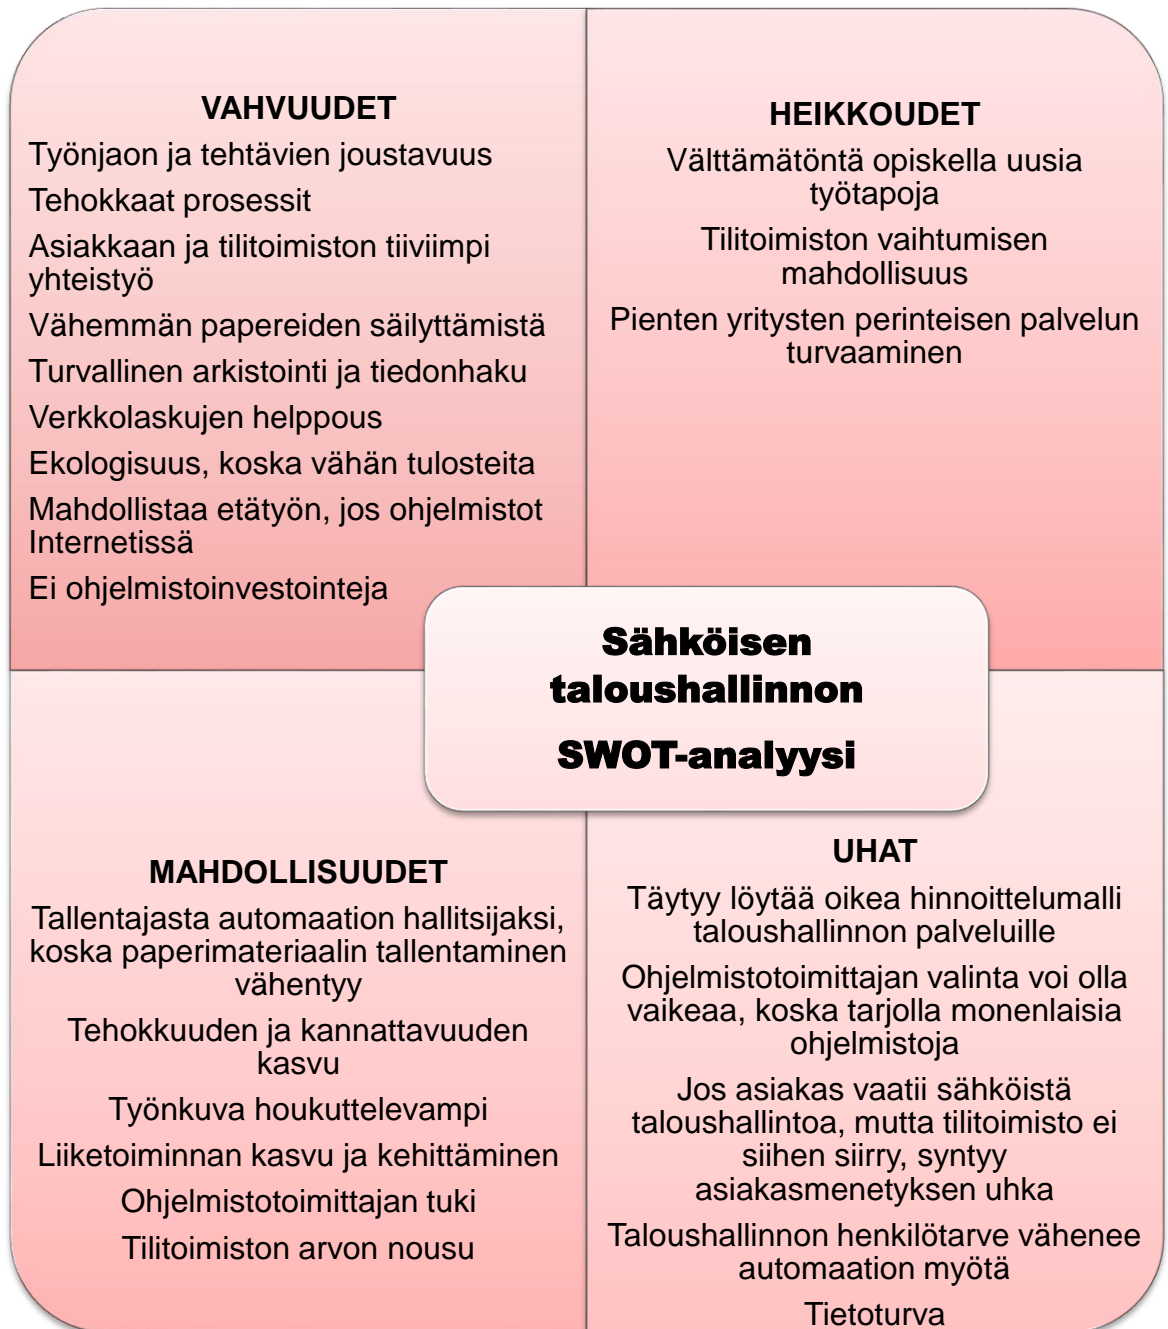 VAHVUUDET
Työnjaon ja tehtävien joustavuus
Tehokkaat prosessit
Asiakkaan ja tilitoimiston tiiviimpi
yhteistyö
Vähemmän papereiden säilyttämistä
Turvallinen arkistointi ja tiedonhaku
Verkkolaskujen helppous
Ekologisuus, koska vähän tulosteita
Mahdollistaa etätyön, jos ohjelmistot
Internetissä
Ei ohjelmistoinvestointeja
HEIKKOUDET
Välttämätöntä opiskella uusia
työtapoja
Tilitoimiston vaihtumisen
mahdollisuus
Pienten yritysten perinteisen palvelun
turvaaminen
Sähköisen
taloushallinnon
SWOT-analyysi
MAHDOLLISUUDET
Tallentajasta automaation hallitsijaksi,
koska paperimateriaalin tallentaminen
vähentyy
Tehokkuuden ja kannattavuuden
kasvu
Työnkuva houkuttelevampi
Liiketoiminnan kasvu ja kehittäminen
Ohjelmistotoimittajan tuki
Tilitoimiston arvon nousu
UHAT
Täytyy löytää oikea hinnoittelumalli
taloushallinnon palveluille
Ohjelmistotoimittajan valinta voi olla
vaikeaa, koska tarjolla monenlaisia
ohjelmistoja
Jos asiakas vaatii sähköistä
taloushallintoa, mutta tilitoimisto ei
siihen siirry, syntyy
asiakasmenetyksen uhka
Taloushallinnon henkilötarve vähenee
automaation myötä
Tietoturva